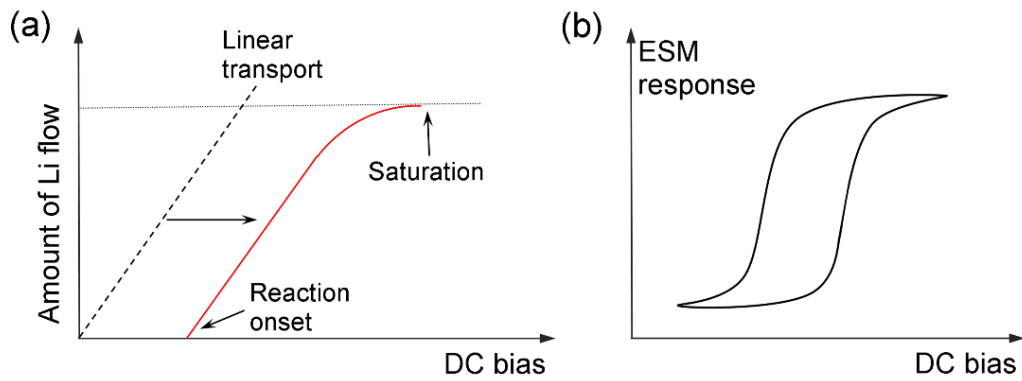 (a)
Linear
transport
Amount of Li flow
Saturation
Reaction
onset
DC bias
(b)
ESM
response
DC bias